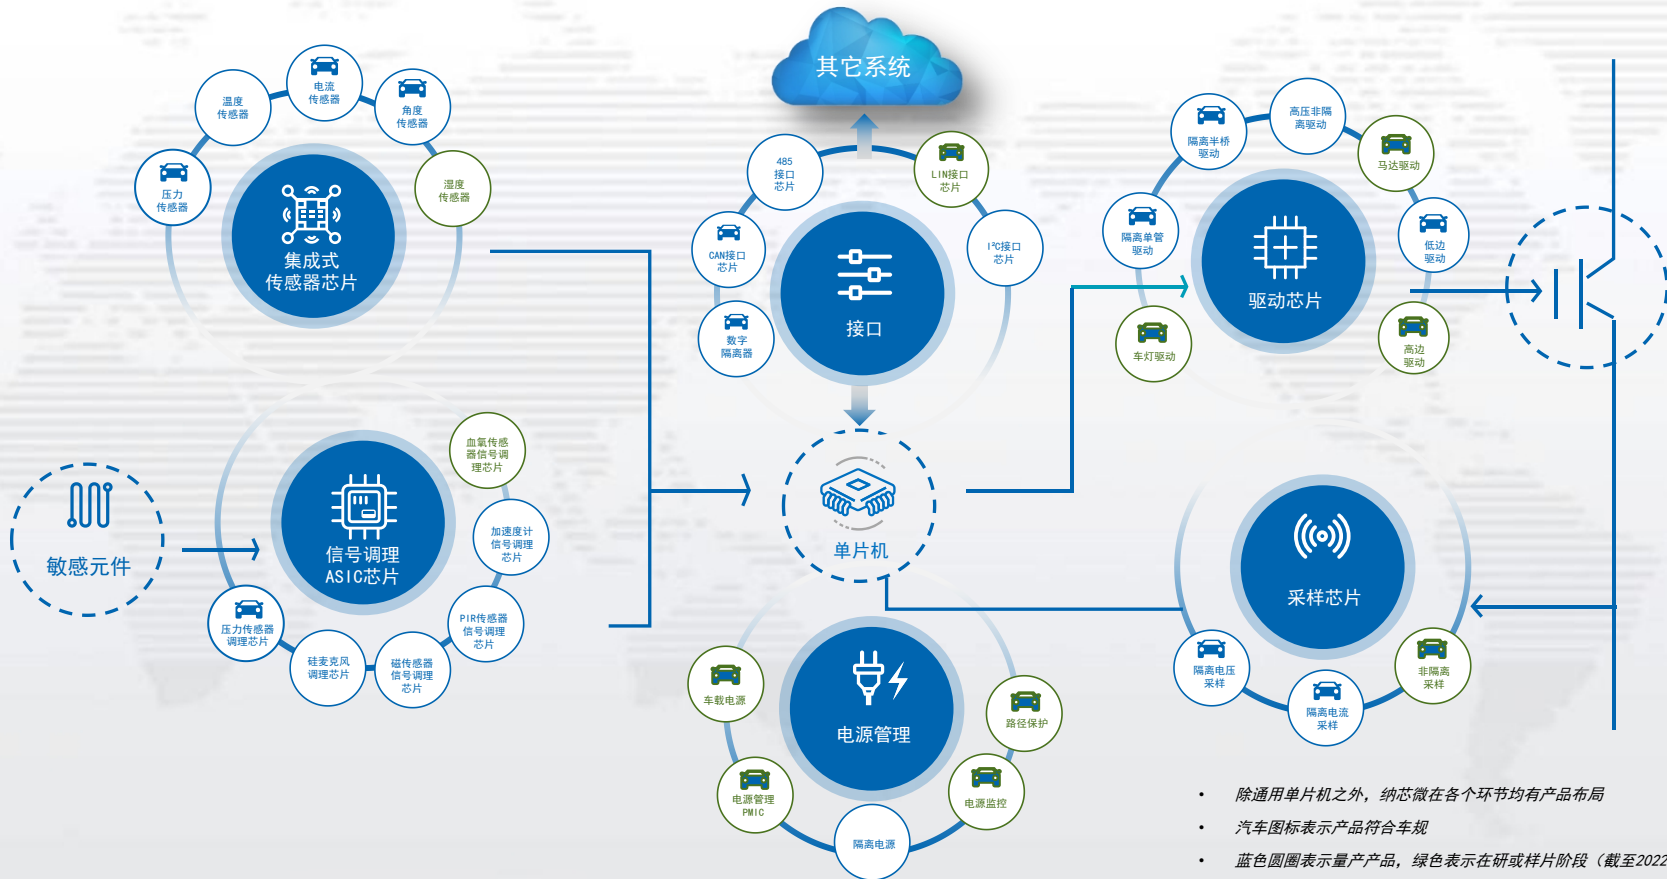 其它系统
电流
传感器
温度
传感器
角度
传感器
压力
传感器
湿度
传感器
集成式
传感器芯片
485
接口
芯片
LIN接口
芯片
CAN接口
芯片
I²C接口
芯片
数字
隔离器
接口
高压非隔
离驱动
隔离半桥
驱动
马达驱动
隔离单管
驱动
低边
驱动
车灯驱动
高边
驱动
驱动芯片
敏感元件
血氧传感
器信号调
理芯片
加速度计
信号调理
芯片
信号调理
ASIC芯片
压力传感器
调理芯片
硅麦克风
调理芯片
磁传感器
信号调理
芯片
PIR传感器
信号调理
芯片
单片机
采样芯片
隔离电压
采样
隔离电流
采样
非隔离
采样
车载电源
路径保护
电源管理
电源管理
PMIC
电源监控
隔离电源
• 除通用单片机之外，纳芯微在各个环节均有产品布局
• 汽车图标表示产品符合车规
• 蓝色圆圈表示量产产品，绿色表示在研或样片阶段（截至2022